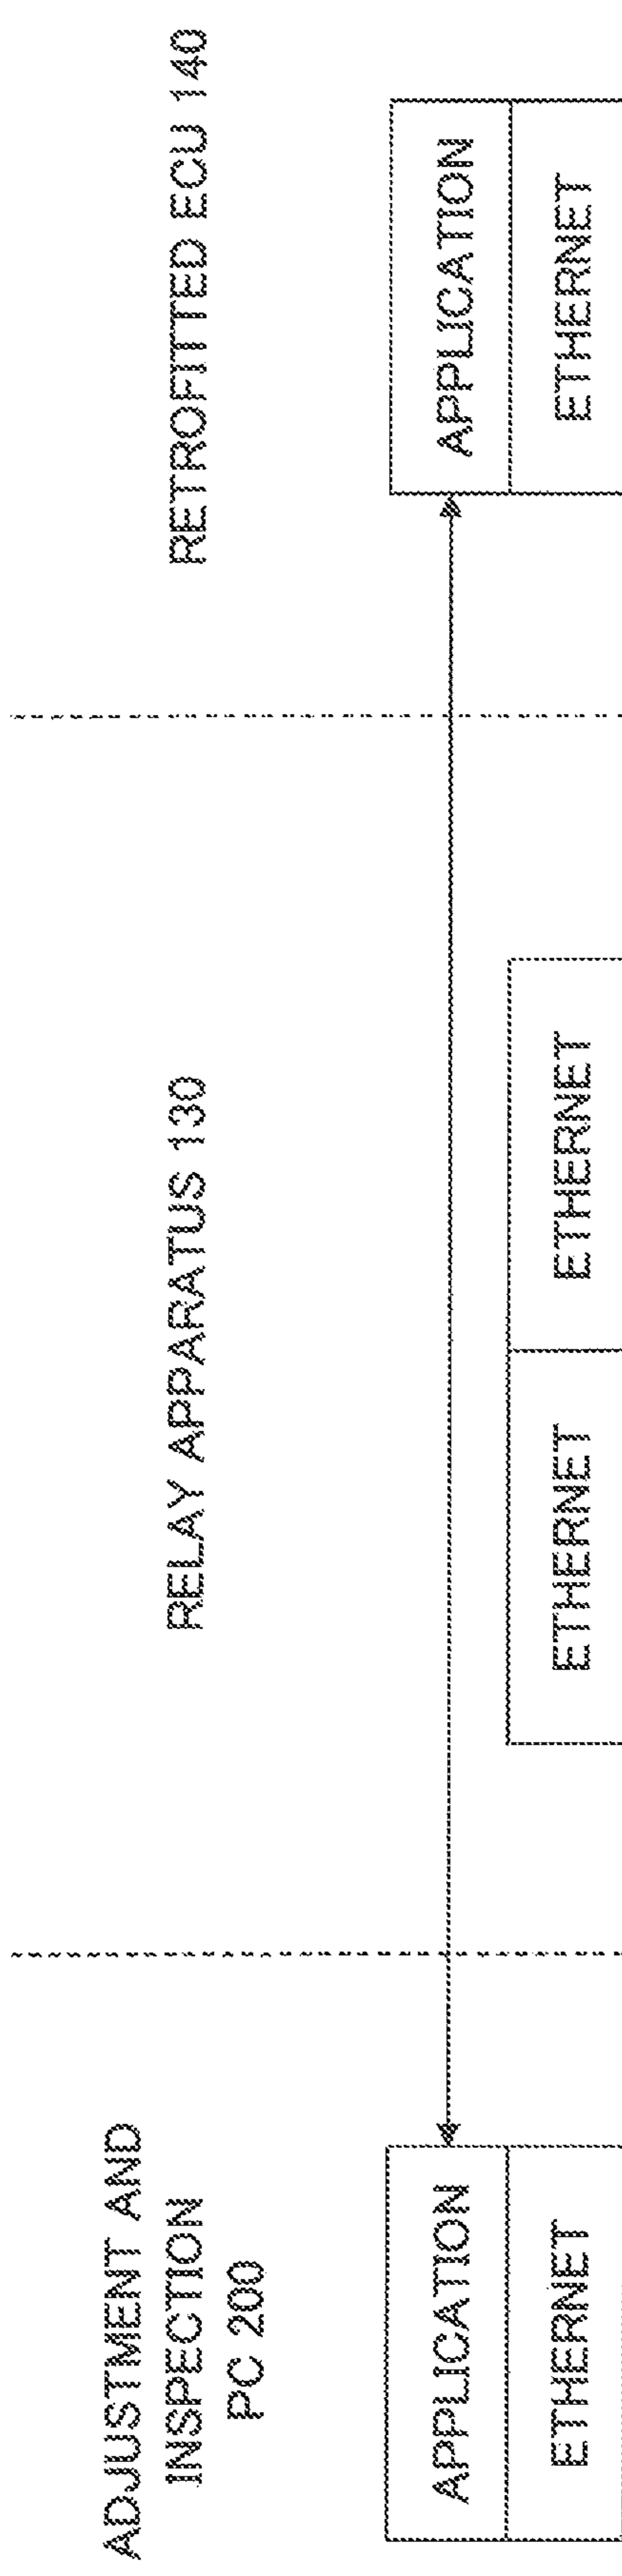 ADJUSTMENT AND
INSPECTION
PC 200
RELAY APPARATUS 130
RETROFITTED ECU 140
APPLICATION
APPLICATION
ETHERNET
ETHERNET
ETHERNET
ETHERNET